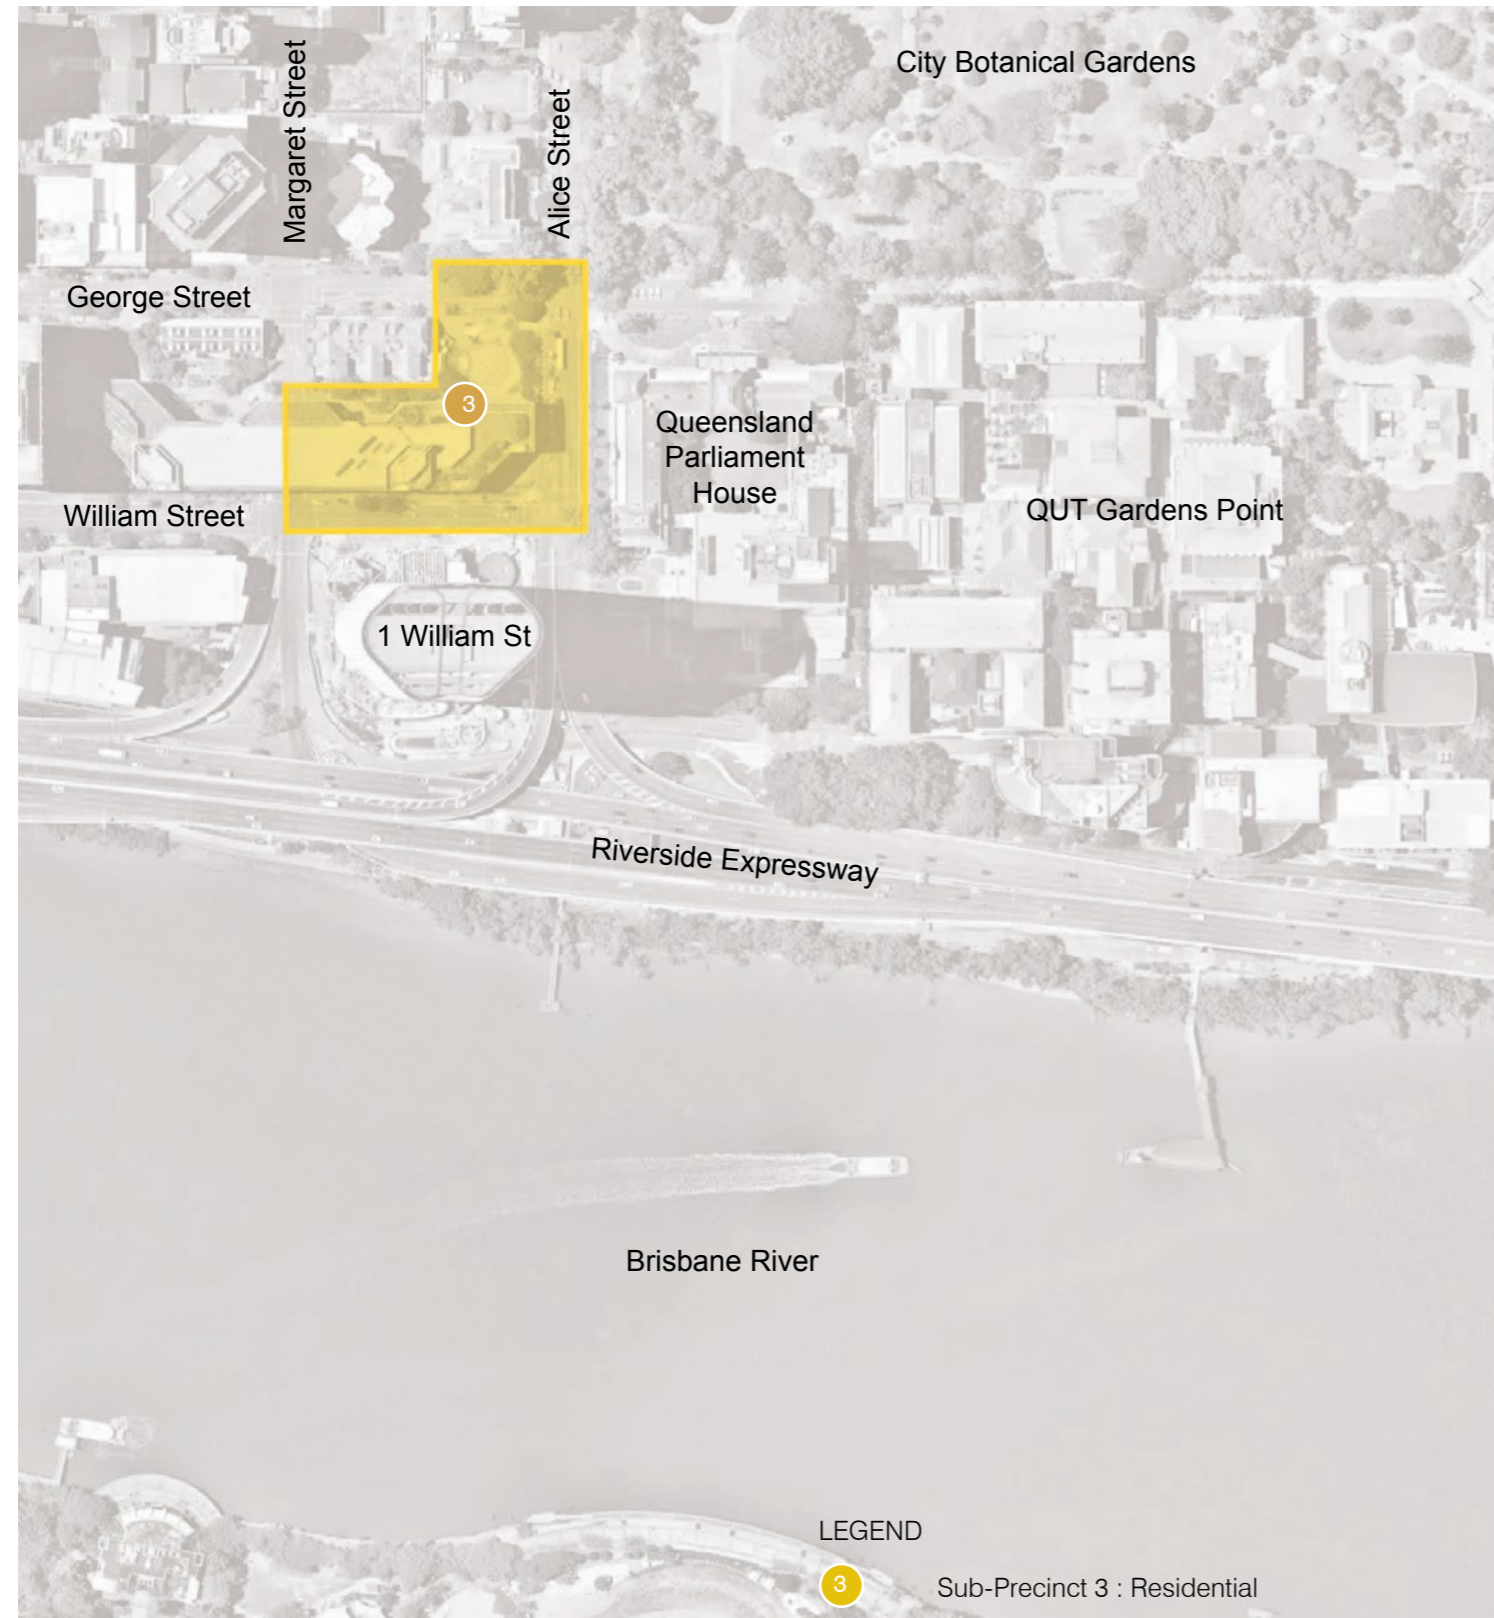 City Botanical Gardens
Margaret Street
Alice Street
George Street
3
Queensland
Parliament
House
William Street
QUT Gardens Point
1 William St
Riverside Expressway
Brisbane River
LEGEND
3
Sub-Precinct 3 : Residential